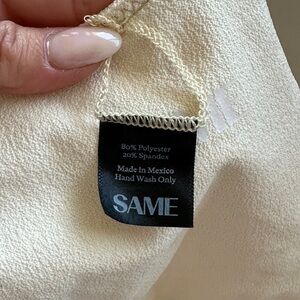 80% Polyester
20% Spandex
Made in Mexico
Hand Wash Only
SAME